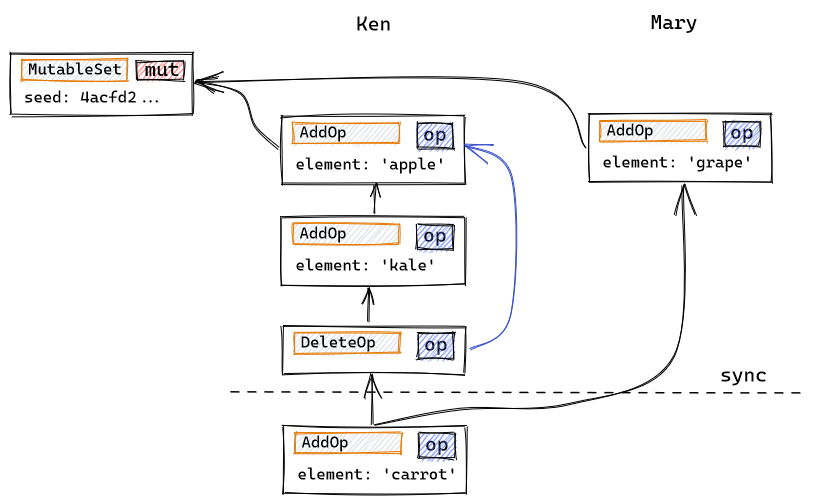 Ken
Mary
MutableSet mut
seed: 4acfd2...
AddOp op
element: 'apple'
AddOp op
element: 'grape'
AddOp op
element: 'kale'
DeleteOp op
sync
AddOp op
element: 'carrot'